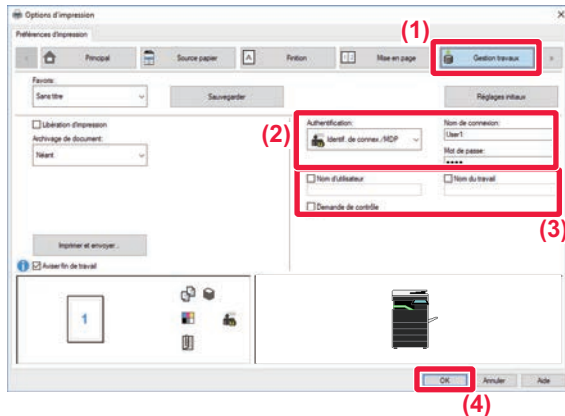 Options d'impression
Préférences d'impression
(1)
Principal
Source papier
Finition
Mise en page
Gestion travaux
Favoris:
Sans titre
Sauvegarder
Réglages initiaux
Libération d'impression
Archivage de document:
Néant
Imprimer et envoyer...
Aviser fin de travail
(2)
Authentification:
Identif. de connex./MDP
Nom de connexion:
User1
Mot de passe:
••••
Nom d'utilisateur
Nom du travail
Demande de contrôle
(3)
1
OK
Annuler
Aide
(4)